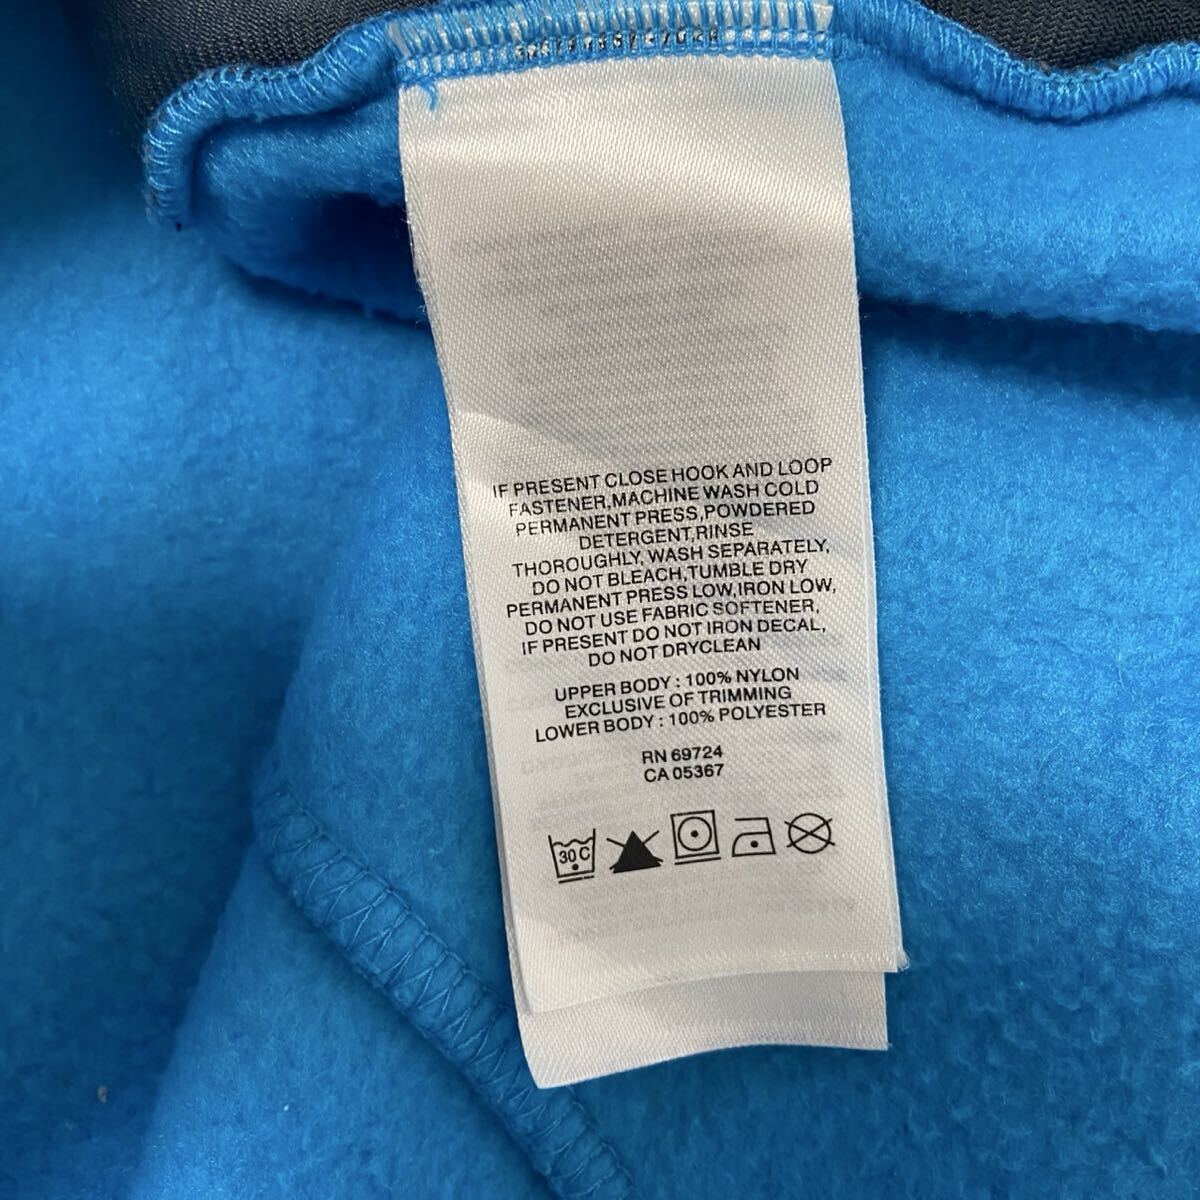 IF PRESENT CLOSE HOOK AND LOOP
FASTENER,MACHINE WASH COLD
PERMANENT PRESS,POWDERED
DETERGENT,RINSE
THOROUGHLY, WASH SEPARATELY,
DO NOT BLEACH,TUMBLE DRY
PERMANENT PRESS LOW,IRON LOW,
DO NOT USE FABRIC SOFTENER,
IF PRESENT DO NOT IRON DECAL,
DO NOT DRYCLEAN
UPPER BODY : 100% NYLON
EXCLUSIVE OF TRIMMING
LOWER BODY : 100% POLYESTER
RN 69724
CA 05367
30 C